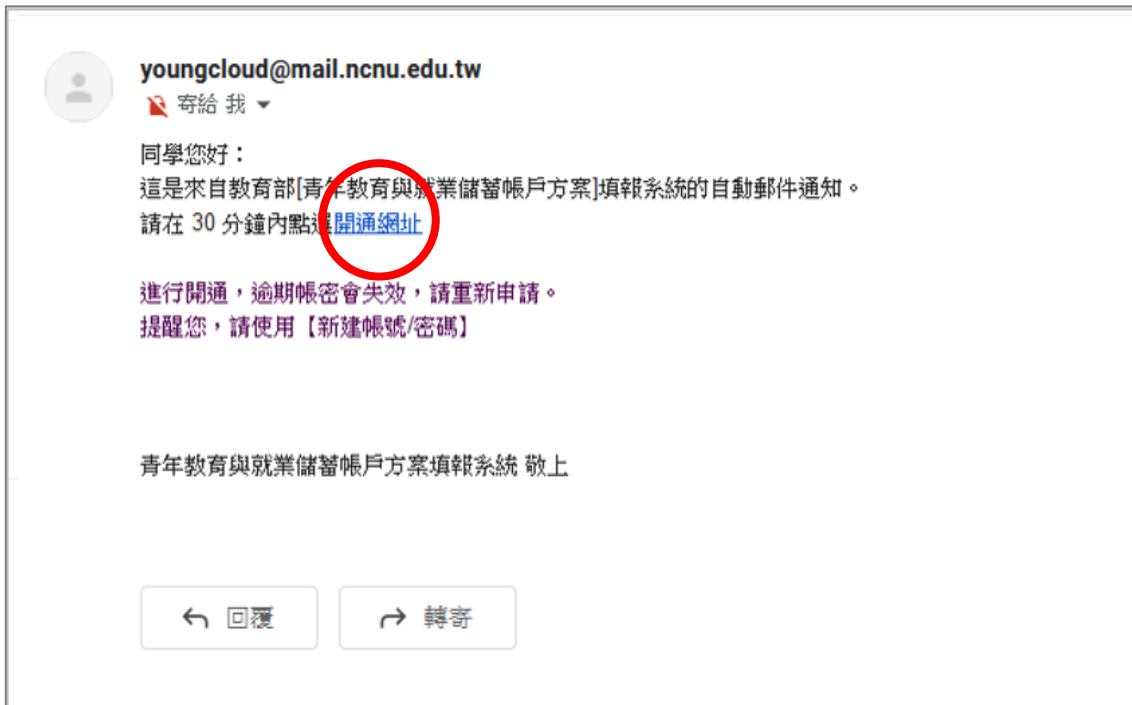 youngcloud@mail.ncnu.edu.tw
寄給 我
同學您好：
這是來自教育部[青年教育與就業儲蓄帳戶方案]填報系統的自動郵件通知。
請在 30 分鐘內點選開通網址
進行開通，逾期帳密會失效，請重新申請。
提醒您，請使用【新建帳號/密碼】
青年教育與就業儲蓄帳戶方案填報系統 敬上
回覆
轉寄